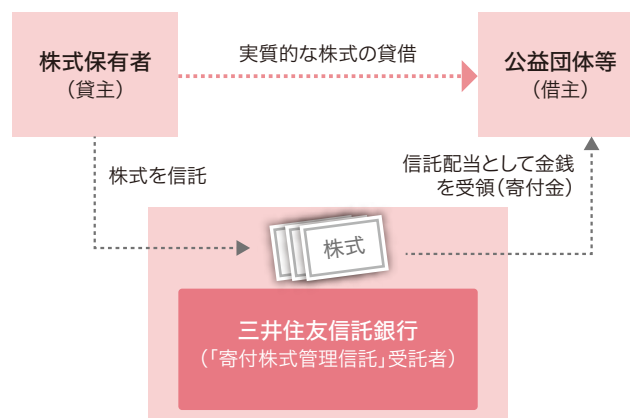 株式保有者
（貸主）
実質的な株式の貸借
公益団体等
（借主）
株式を信託
信託配当として金銭
を受領（寄付金）
株式
三井住友信託銀行
（「寄付株式管理信託」受託者）